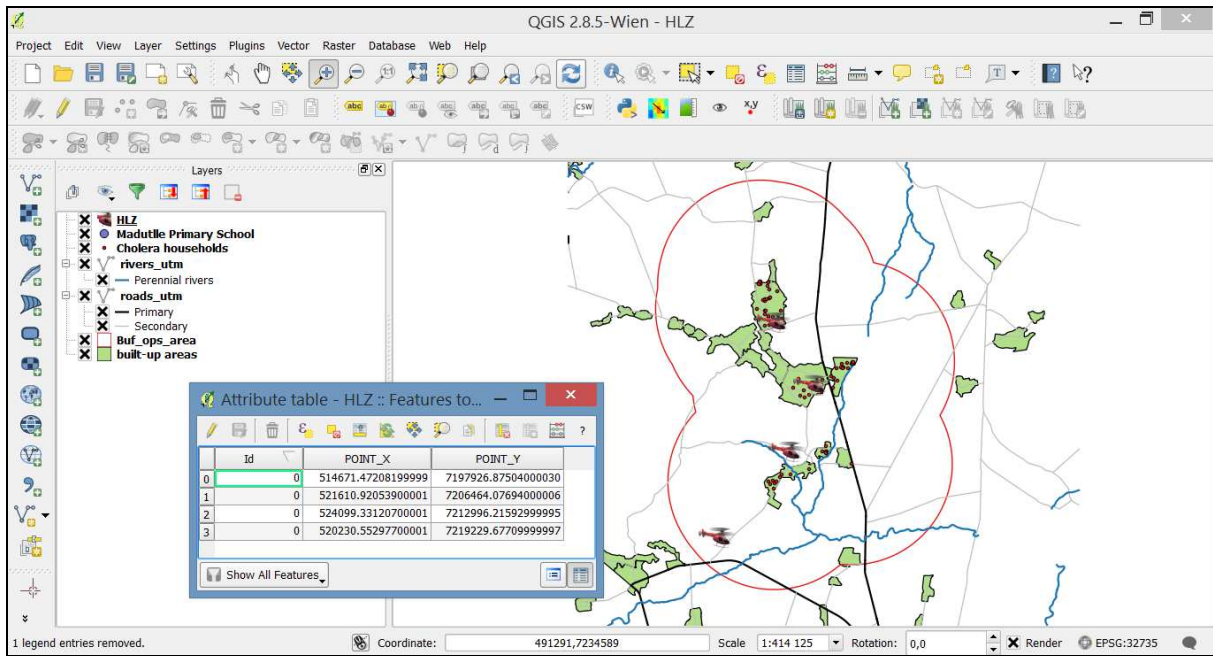 QGIS 2.8.5-Wien - HLZ
Project Edit View Layer Settings Plugins Vector Raster Database Web Help
abc
CSW
x,y
Layers
HLZ
Madutlle Primary School
Cholera households
rivers_utm
Perennial rivers
roads_utm
Primary
Secondary
Buf_ops_area
built-up areas
Attribute table - HLZ :: Features to...
Id POINT_X POINT_Y
0 0 514671.47208199999 7197926.87504000030
1 0 521610.92053900001 7206464.07694000006
2 0 524099.33120700001 7212996.21592999995
3 0 520230.55297700001 7219229.67709999997
Show All Features
1 legend entries removed. Coordinate: 491291,7234589 Scale 1:414 125 Rotation: 0,0 Render EPSG:32735